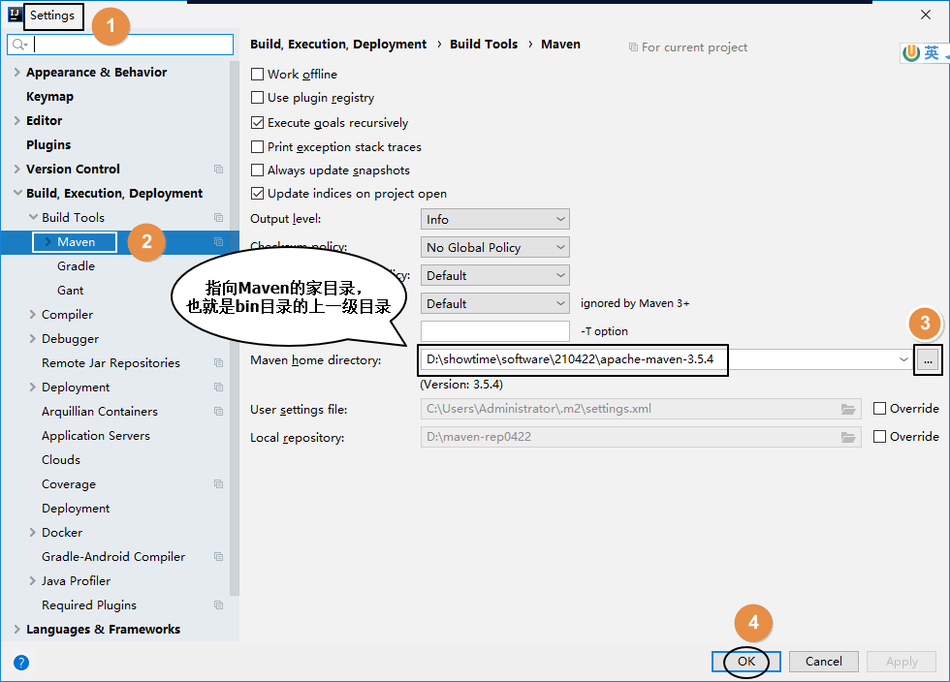 Settings
1
Appearance & Behavior
Keymap
Editor
Plugins
Version Control
Build, Execution, Deployment
Build Tools
Maven
2
Gradle
Gant
Compiler
Debugger
Remote Jar Repositories
Deployment
Arquillian Containers
Application Servers
Clouds
Coverage
Deployment
Docker
Gradle-Android Compiler
Java Profiler
Required Plugins
Languages & Frameworks
?
Build, Execution, Deployment › Build Tools › Maven
For current project
英
Work offline
Use plugin registry
Execute goals recursively
Print exception stack traces
Always update snapshots
Update indices on project open
Output level: Info
Checksum policy: No Global Policy
icy: Default
Default ignored by Maven 3+
-T option
指向Maven的家目录，
也就是bin目录的上一级目录
3
Maven home directory: D:\showtime\software\210422\apache-maven-3.5.4 ...
(Version: 3.5.4)
User settings file: C:\Users\Administrator\.m2\settings.xml Override
Local repository: D:\maven-rep0422 Override
4
OK Cancel Apply